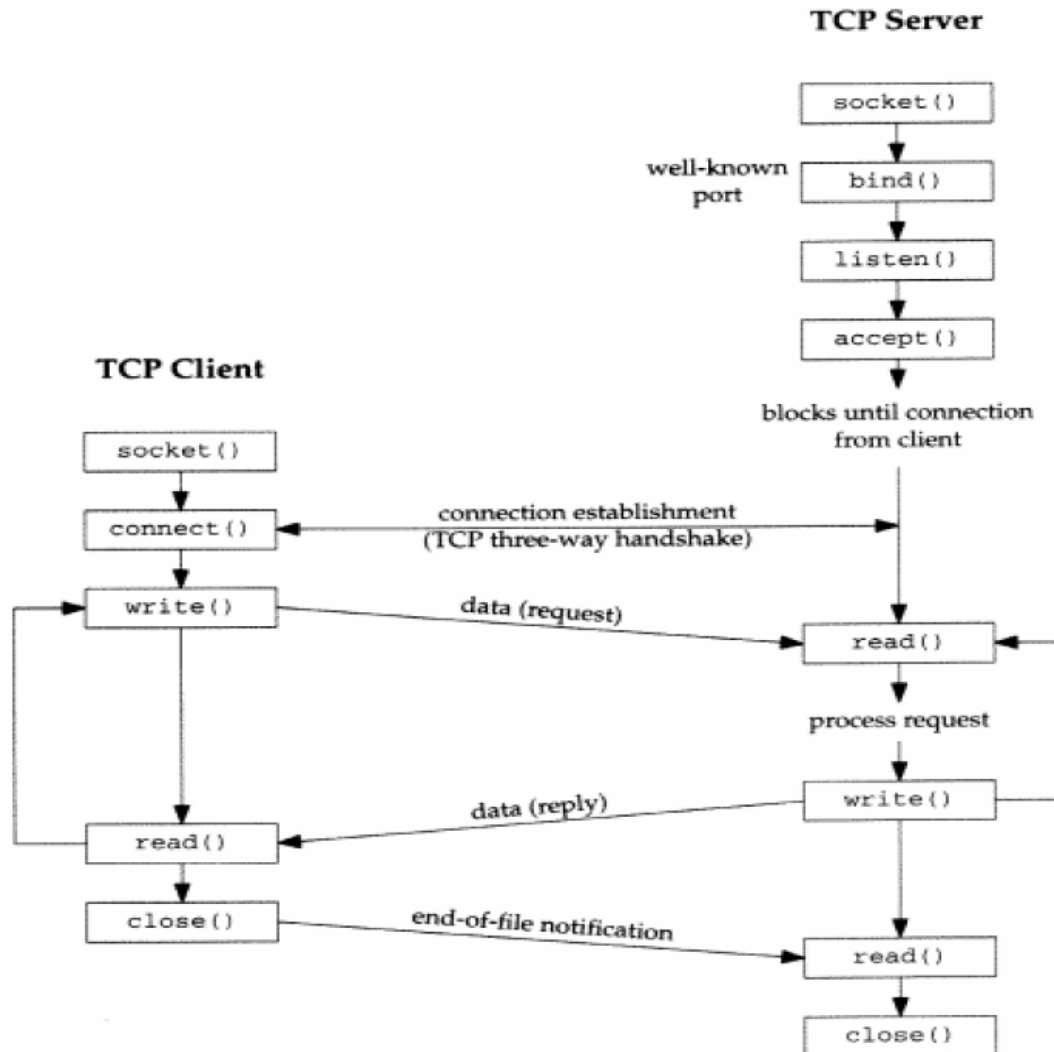 TCP Server
socket()
well-known
port
bind()
listen()
accept()
TCP Client
blocks until connection
from client
socket()
connection establishment
(TCP three-way handshake)
connect()
write()
data (request)
read()
process request
data (reply)
write()
read()
close()
end-of-file notification
read()
close()